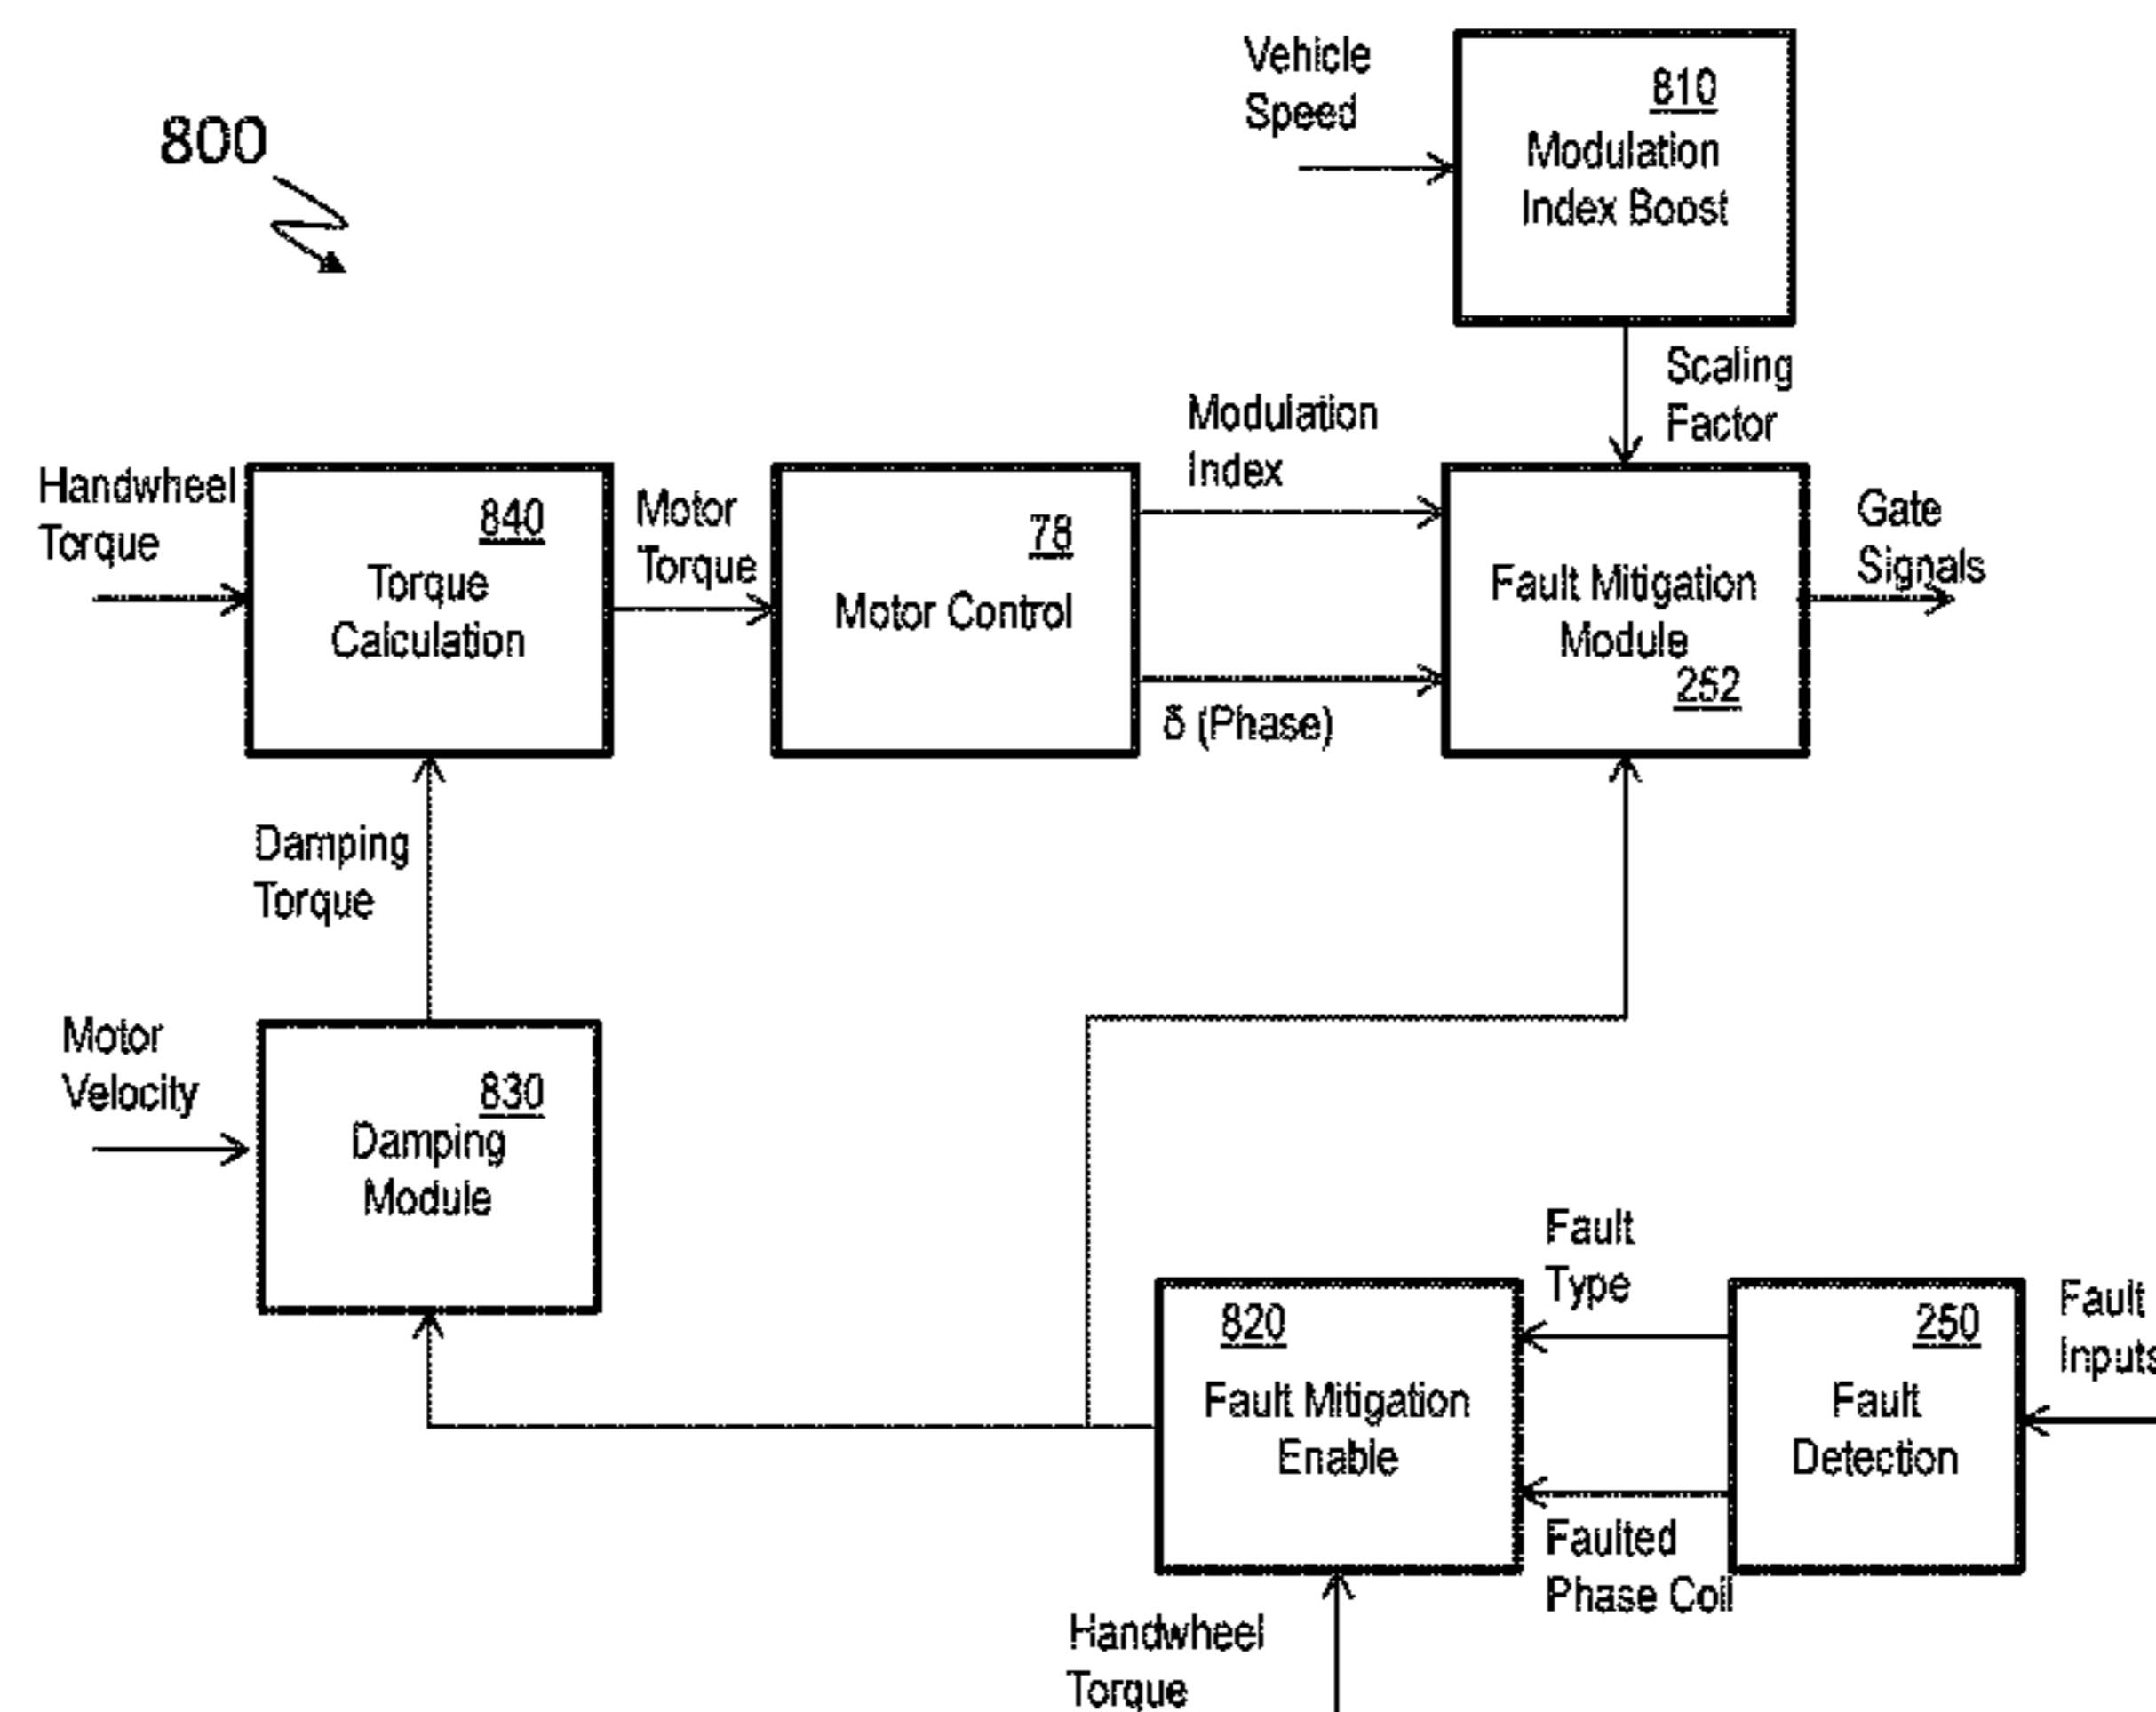 800
Vehicle
Speed
810
Modulation
Index Boost
Scaling
Factor
Handwheel
Torque
840
Torque
Calculation
Motor
Torque
78
Motor Control
Modulation
Index
δ (Phase)
Fault Mitigation
Module
252
Gate
Signals
Damping
Torque
Motor
Velocity
830
Damping
Module
820
Fault Mitigation
Enable
Fault
Type
Faulted
Phase Coil
250
Fault
Detection
Fault
Inputs
Handwheel
Torque